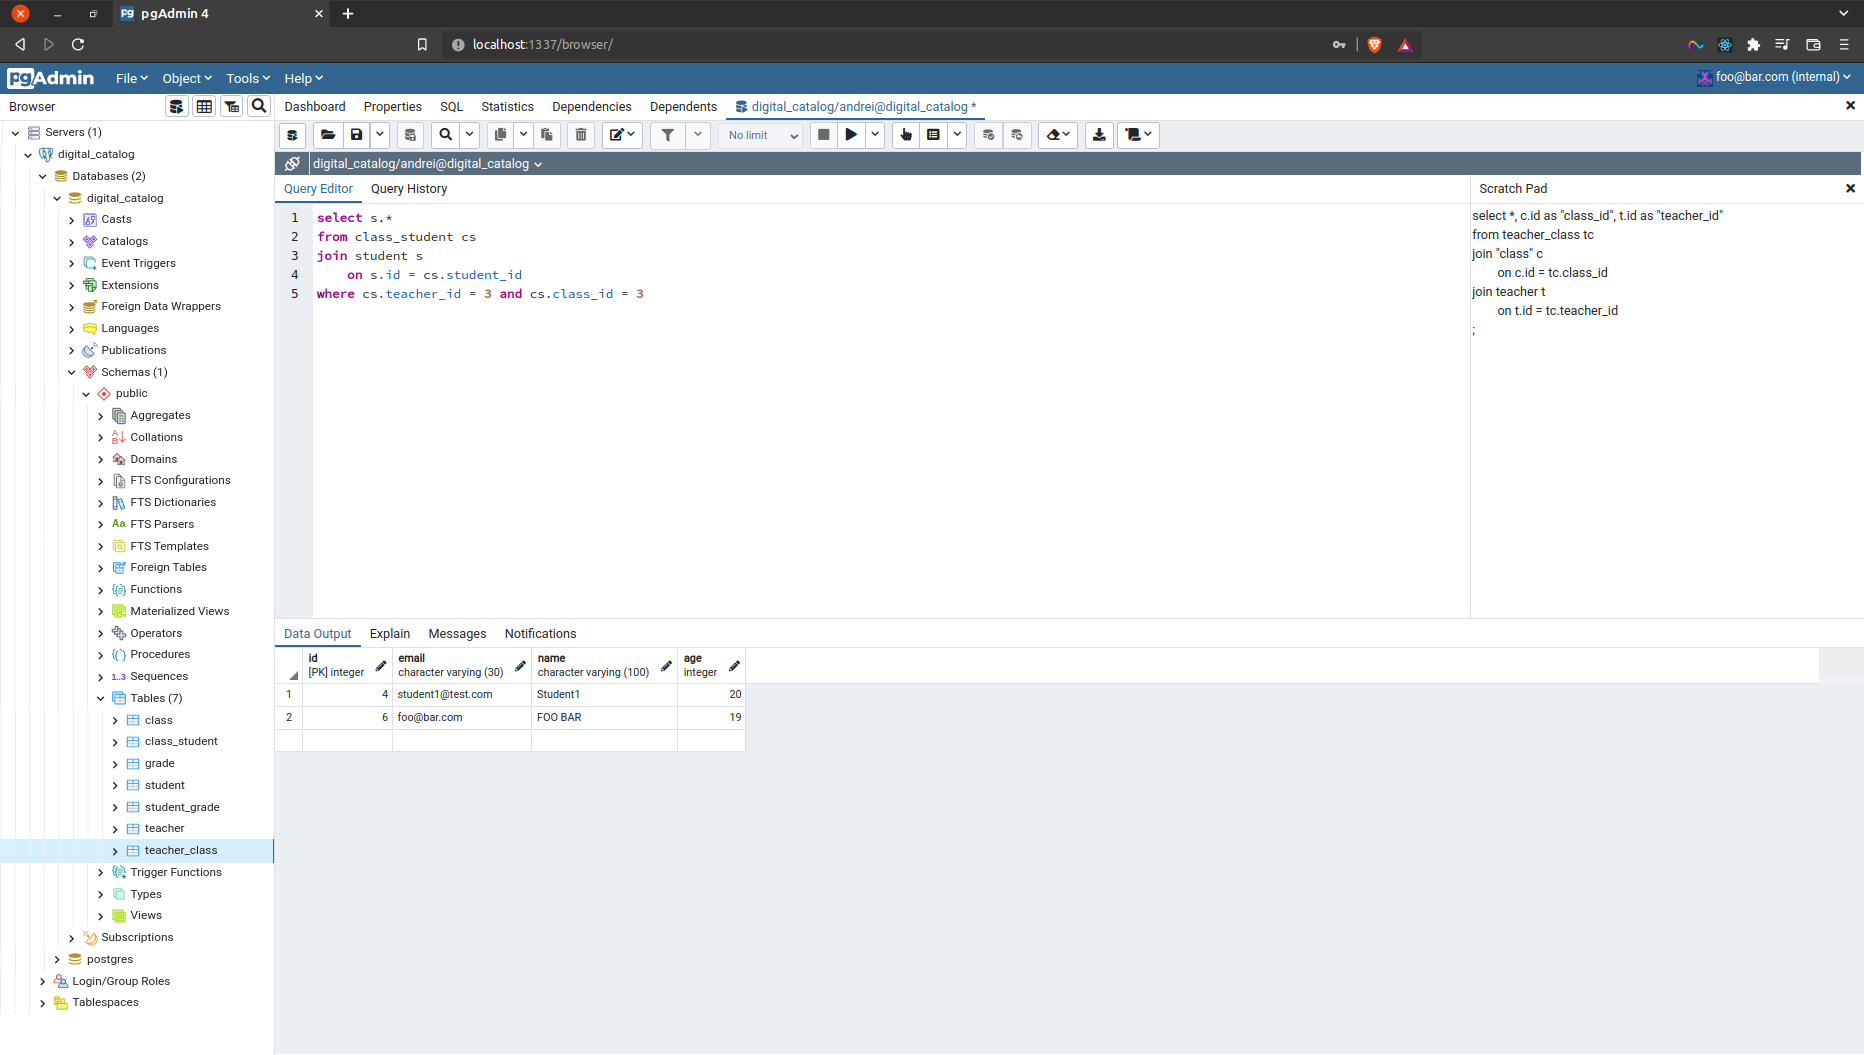 pgAdmin 4
localhost:1337/browser/
pgAdmin File Object Tools Help foo@bar.com (internal)
Browser
Dashboard Properties SQL Statistics Dependencies Dependents digital_catalog/andrei@digital_catalog *
No limit
digital_catalog/andrei@digital_catalog
Servers (1)
digital_catalog
Databases (2)
digital_catalog
Casts
Catalogs
Event Triggers
Extensions
Foreign Data Wrappers
Languages
Publications
Schemas (1)
public
Aggregates
Collations
Domains
FTS Configurations
FTS Dictionaries
FTS Parsers
FTS Templates
Foreign Tables
Functions
Materialized Views
Operators
Procedures
Sequences
Tables (7)
class
class_student
grade
student
student_grade
teacher
teacher_class
Trigger Functions
Types
Views
Subscriptions
postgres
Login/Group Roles
Tablespaces
Query Editor Query History
1 select s.*
2 from class_student cs
3 join student s
4 on s.id = cs.student_id
5 where cs.teacher_id = 3 and cs.class_id = 3
Scratch Pad
select *, c.id as "class_id", t.id as "teacher_id"
from teacher_class tc
join "class" c
on c.id = tc.class_id
join teacher t
on t.id = tc.teacher_id
;
Data Output Explain Messages Notifications
id email name age
[PK] integer character varying (30) character varying (100) integer
1 4 student1@test.com Student1 20
2 6 foo@bar.com FOO BAR 19